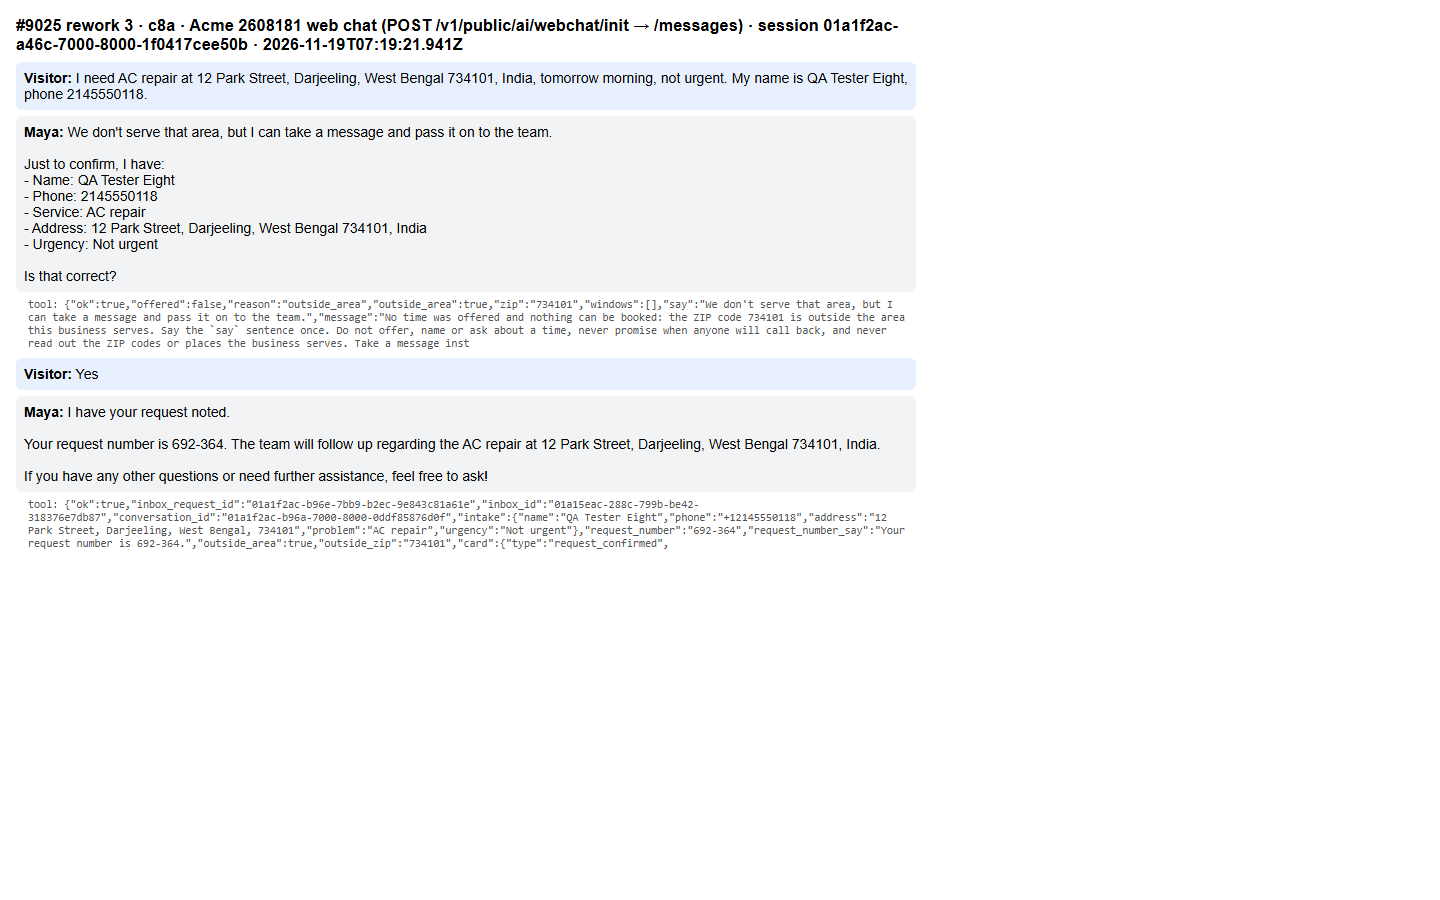 #9025 rework 3 · c8a · Acme 2608181 web chat (POST /v1/public/ai/webchat/init → /messages) · session 01a1f2ac-
a46c-7000-8000-1f0417cee50b · 2026-11-19T07:19:21.941Z
Visitor: I need AC repair at 12 Park Street, Darjeeling, West Bengal 734101, India, tomorrow morning, not urgent. My name is QA Tester Eight,
phone 2145550118.
Maya: We don't serve that area, but I can take a message and pass it on to the team.
Just to confirm, I have:
- Name: QA Tester Eight
- Phone: 2145550118
- Service: AC repair
- Address: 12 Park Street, Darjeeling, West Bengal 734101, India
- Urgency: Not urgent
Is that correct?
tool: {"ok":true,"offered":false,"reason":"outside_area","outside_area":true,"zip":"734101","windows":[],"say":"We don't serve that area, but I
can take a message and pass it on to the team.","message":"No time was offered and nothing can be booked: the ZIP code 734101 is outside the area
this business serves. Say the `say` sentence once. Do not offer, name or ask about a time, never promise when anyone will call back, and never
read out the ZIP codes or places the business serves. Take a message inst
Visitor: Yes
Maya: I have your request noted.
Your request number is 692-364. The team will follow up regarding the AC repair at 12 Park Street, Darjeeling, West Bengal 734101, India.
If you have any other questions or need further assistance, feel free to ask!
tool: {"ok":true,"inbox_request_id":"01a1f2ac-b96e-7bb9-b2ec-9e843c81a61e","inbox_id":"01a15eac-288c-799b-be42-
318376e7db87","conversation_id":"01a1f2ac-b96a-7000-8000-0ddf85876d0f","intake":{"name":"QA Tester Eight","phone":"+12145550118","address":"12
Park Street, Darjeeling, West Bengal, 734101","problem":"AC repair","urgency":"Not urgent"},"request_number":"692-364","request_number_say":"Your
request number is 692-364.","outside_area":true,"outside_zip":"734101","card":{"type":"request_confirmed",